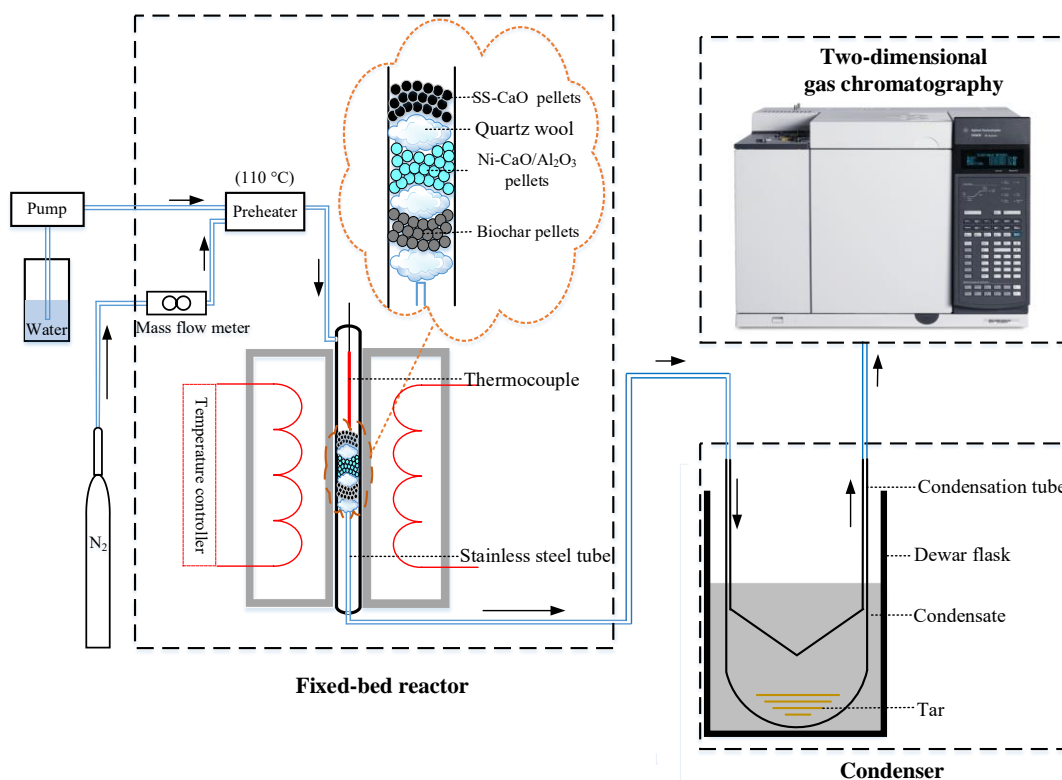 Two-dimensional
gas chromatography
SS-CaO pellets
Quartz wool
Ni-CaO/Al₂O₃
pellets
Biochar pellets
(110 °C)
Preheater
Pump
Water
Mass flow meter
Thermocouple
Temperature controller
N₂
Stainless steel tube
Fixed-bed reactor
Condensation tube
Dewar flask
Condensate
Tar
Condenser